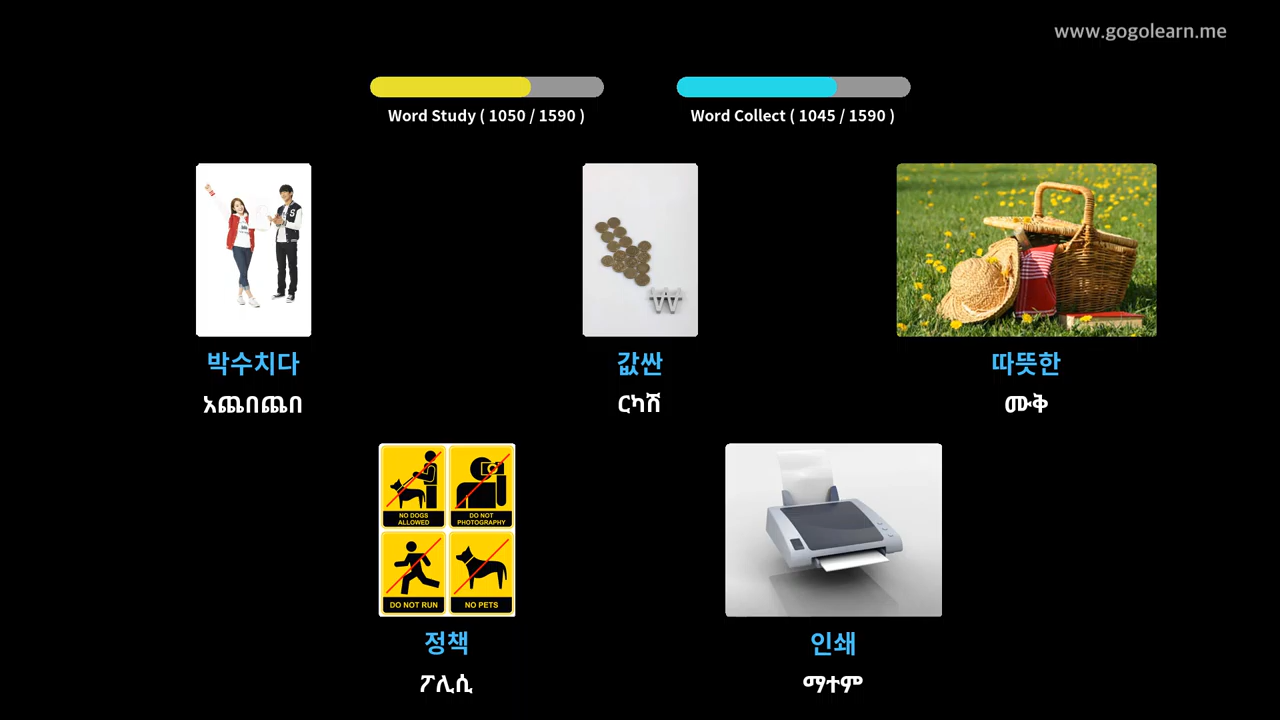 www.gogolearn.me
Word Study ( 1050 / 1590 )
Word Collect ( 1045 / 1590 )
박수치다
값싼
따뜻한
አጨበጨበ
ርካሽ
ሙቅ
NO DOGS
ALLOWED
DO NOT
PHOTOGRAPHY
DO NOT RUN
NO PETS
정책
인쇄
ፖሊሲ
ማተም